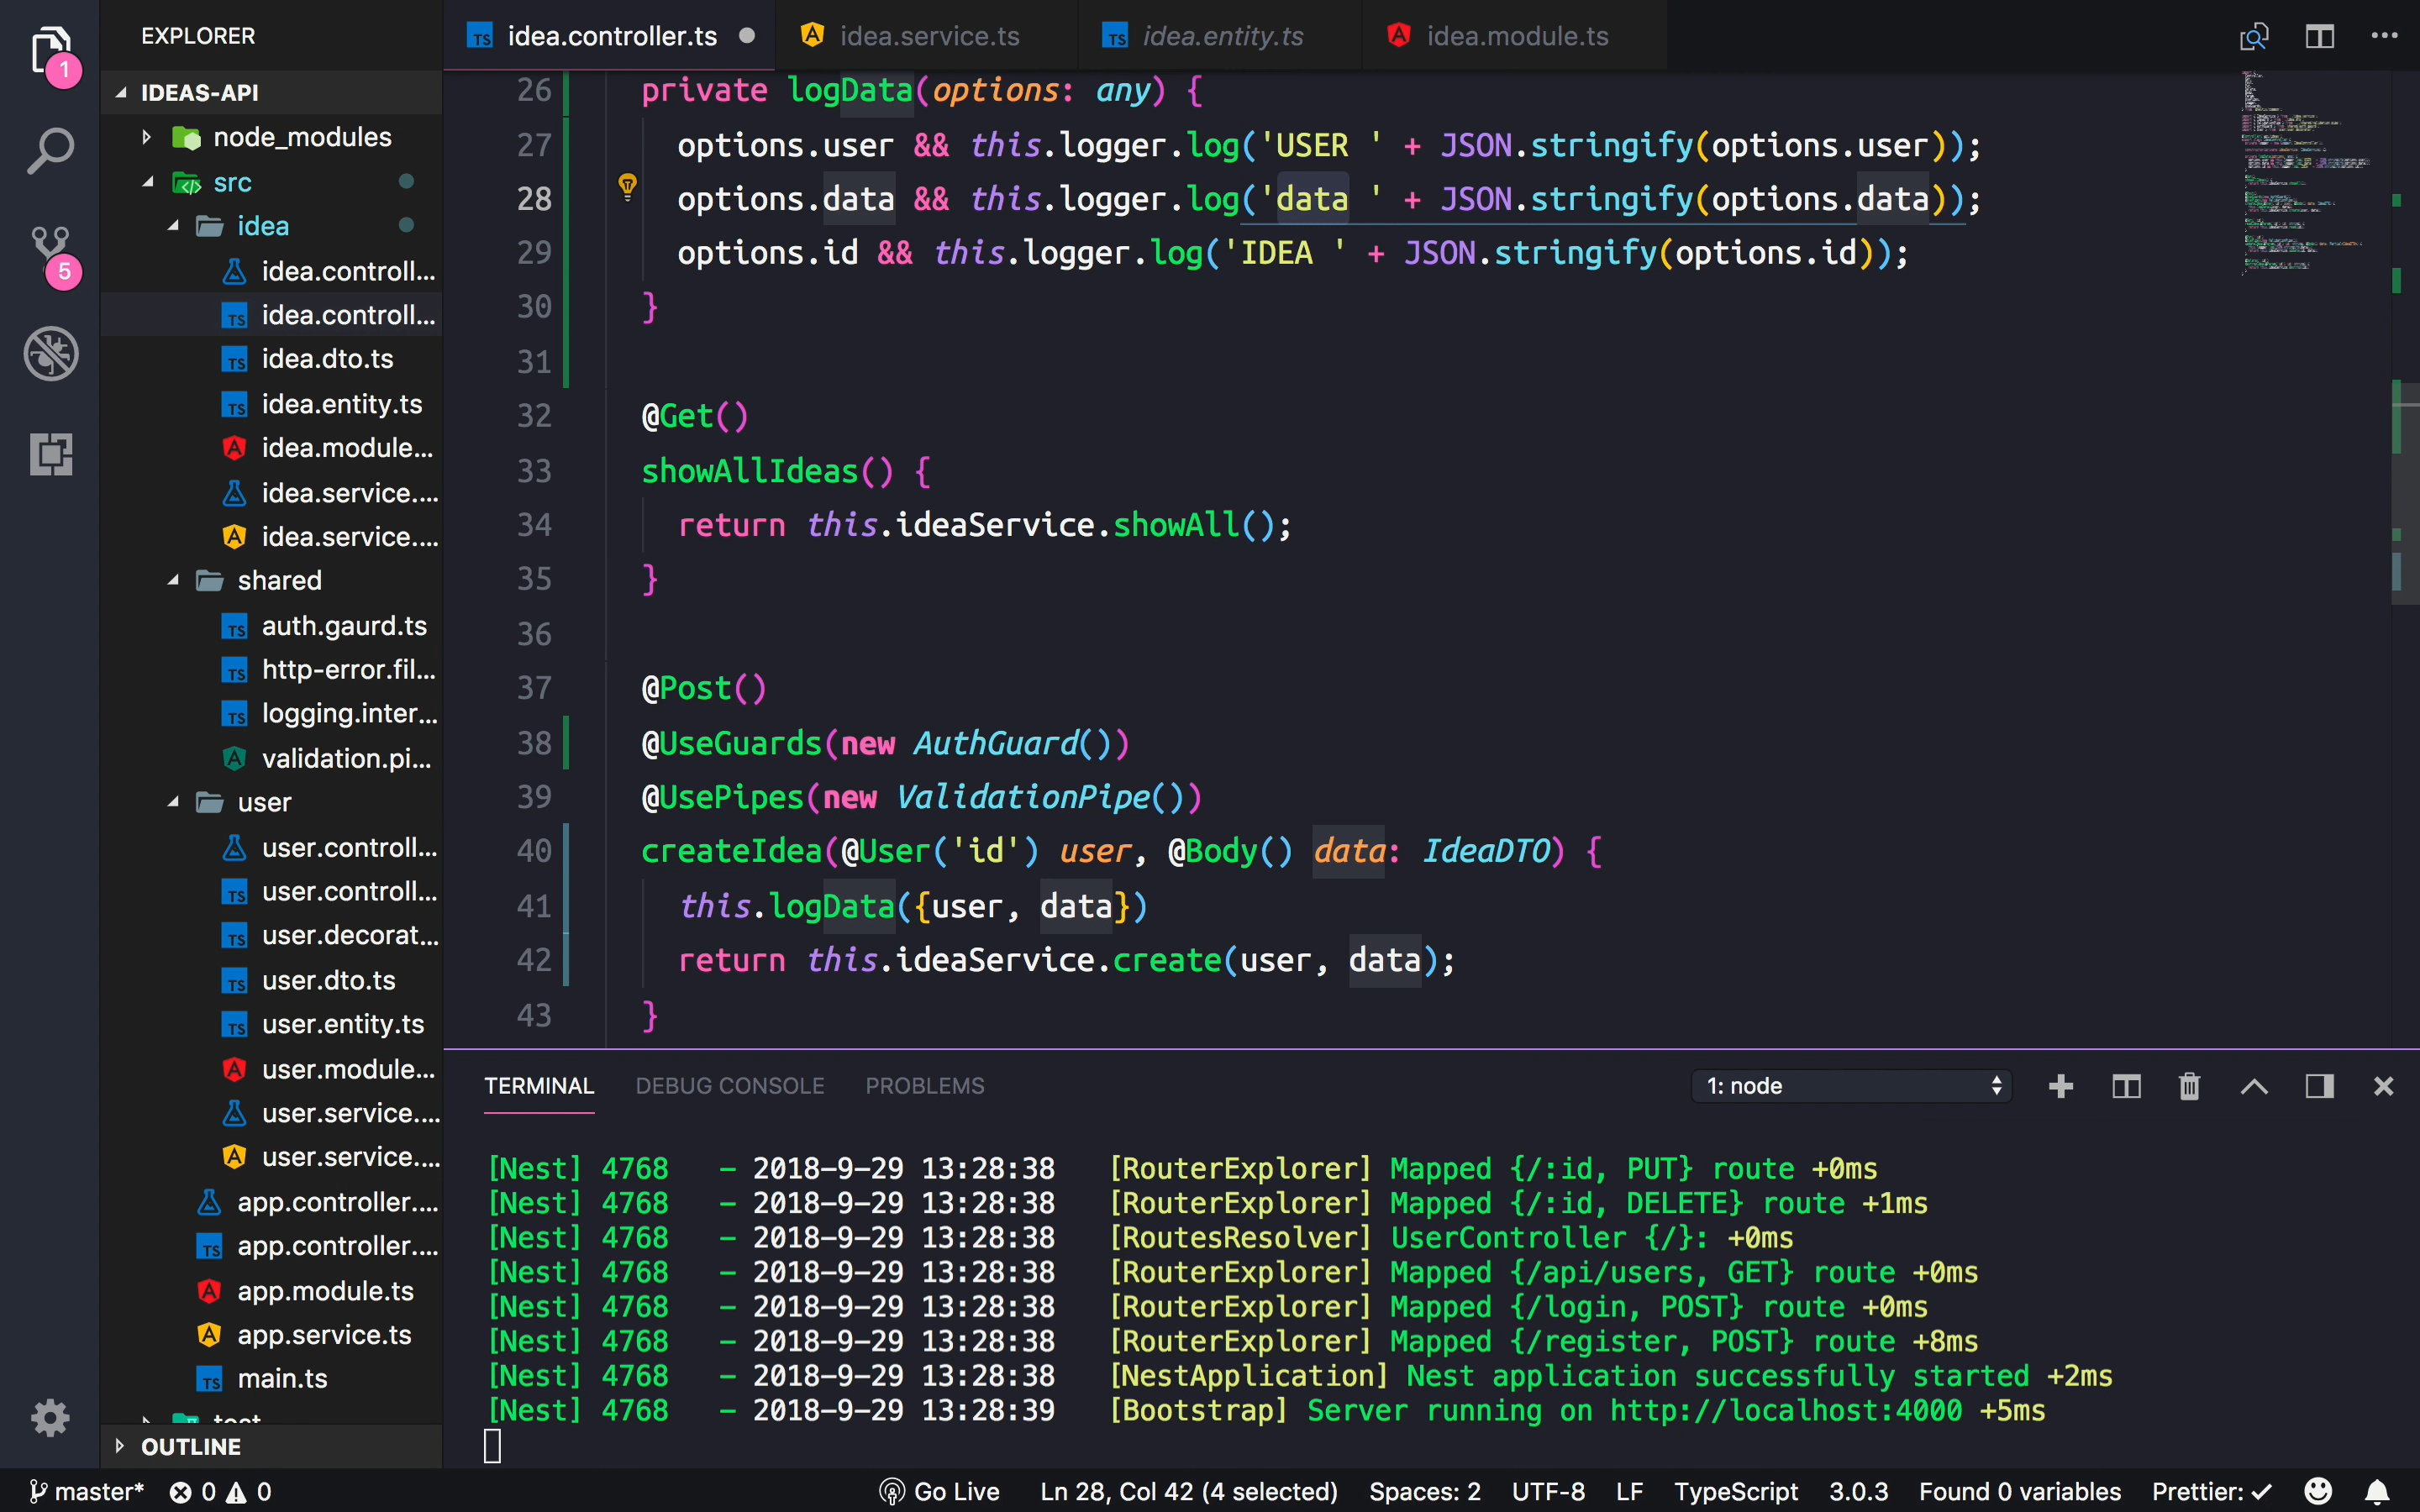 EXPLORER
idea.controller.ts
idea.service.ts
idea.entity.ts
idea.module.ts
1
5
IDEAS-API
node_modules
src
idea
idea.controll...
idea.controll...
idea.dto.ts
idea.entity.ts
idea.module...
idea.service....
idea.service....
shared
auth.gaurd.ts
http-error.fil...
logging.inter...
validation.pi...
user
user.controll...
user.controll...
user.decorat...
user.dto.ts
user.entity.ts
user.module...
user.service....
user.service....
app.controller....
app.controller....
app.module.ts
app.service.ts
main.ts
test
OUTLINE
26 private logData(options: any) {
27 options.user && this.logger.log('USER ' + JSON.stringify(options.user));
28 options.data && this.logger.log('data ' + JSON.stringify(options.data));
29 options.id && this.logger.log('IDEA ' + JSON.stringify(options.id));
30 }
31
32 @Get()
33 showAllIdeas() {
34 return this.ideaService.showAll();
35 }
36
37 @Post()
38 @UseGuards(new AuthGuard())
39 @UsePipes(new ValidationPipe())
40 createIdea(@User('id') user, @Body() data: IdeaDTO) {
41 this.logData({user, data})
42 return this.ideaService.create(user, data);
43 }
TERMINAL DEBUG CONSOLE PROBLEMS 1: node
[Nest] 4768 - 2018-9-29 13:28:38 [RouterExplorer] Mapped {/:id, PUT} route +0ms
[Nest] 4768 - 2018-9-29 13:28:38 [RouterExplorer] Mapped {/:id, DELETE} route +1ms
[Nest] 4768 - 2018-9-29 13:28:38 [RoutesResolver] UserController {/}: +0ms
[Nest] 4768 - 2018-9-29 13:28:38 [RouterExplorer] Mapped {/api/users, GET} route +0ms
[Nest] 4768 - 2018-9-29 13:28:38 [RouterExplorer] Mapped {/login, POST} route +0ms
[Nest] 4768 - 2018-9-29 13:28:38 [RouterExplorer] Mapped {/register, POST} route +8ms
[Nest] 4768 - 2018-9-29 13:28:38 [NestApplication] Nest application successfully started +2ms
[Nest] 4768 - 2018-9-29 13:28:39 [Bootstrap] Server running on http://localhost:4000 +5ms
master* 0 0 Go Live Ln 28, Col 42 (4 selected) Spaces: 2 UTF-8 LF TypeScript 3.0.3 Found 0 variables Prettier: ✓